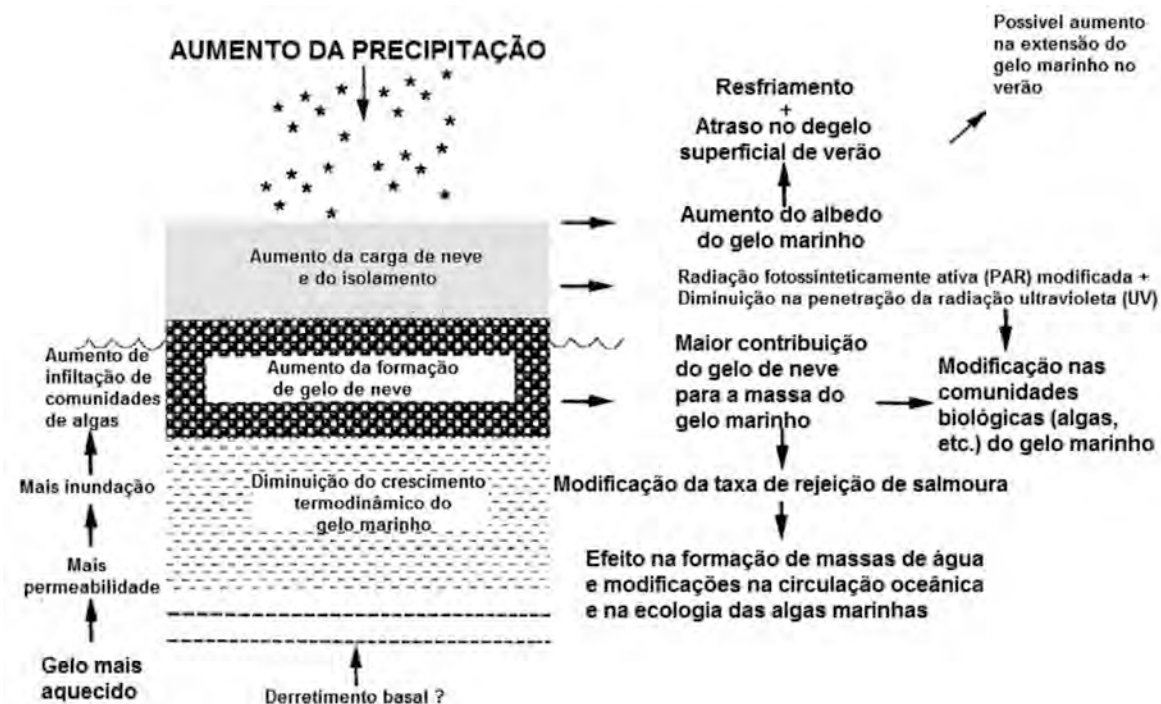 AUMENTO DA PRECIPITAÇÃO
Possivel aumento
na extensão do
gelo marinho no
verão
Resfriamento
+
Atraso no degelo
superficial de verão
Aumento do albedo
do gelo marinho
Aumento da carga de neve
e do isolamento
Radiação fotossínteticamente ativa (PAR) modificada +
Diminuição na penetração da radiação ultravioleta (UV)
Aumento de
infiltação de
comunidades
de algas
Aumento da formação
de gelo de neve
Maior contribuição
do gelo de neve
para a massa do
gelo marinho
Modificação nas
comunidades
biológicas (algas,
etc.) do gelo marinho
Mais inundação
Diminuição do crescimento
termodinâmico do
gelo marinho
Modificação da taxa de rejeição de salmoura
Mais
permeabilidade
Efeito na formação de massas de água
e modificações na circulação oceânica
e na ecologia das algas marinhas
Gelo mais
aquecido
Derretimento basal ?